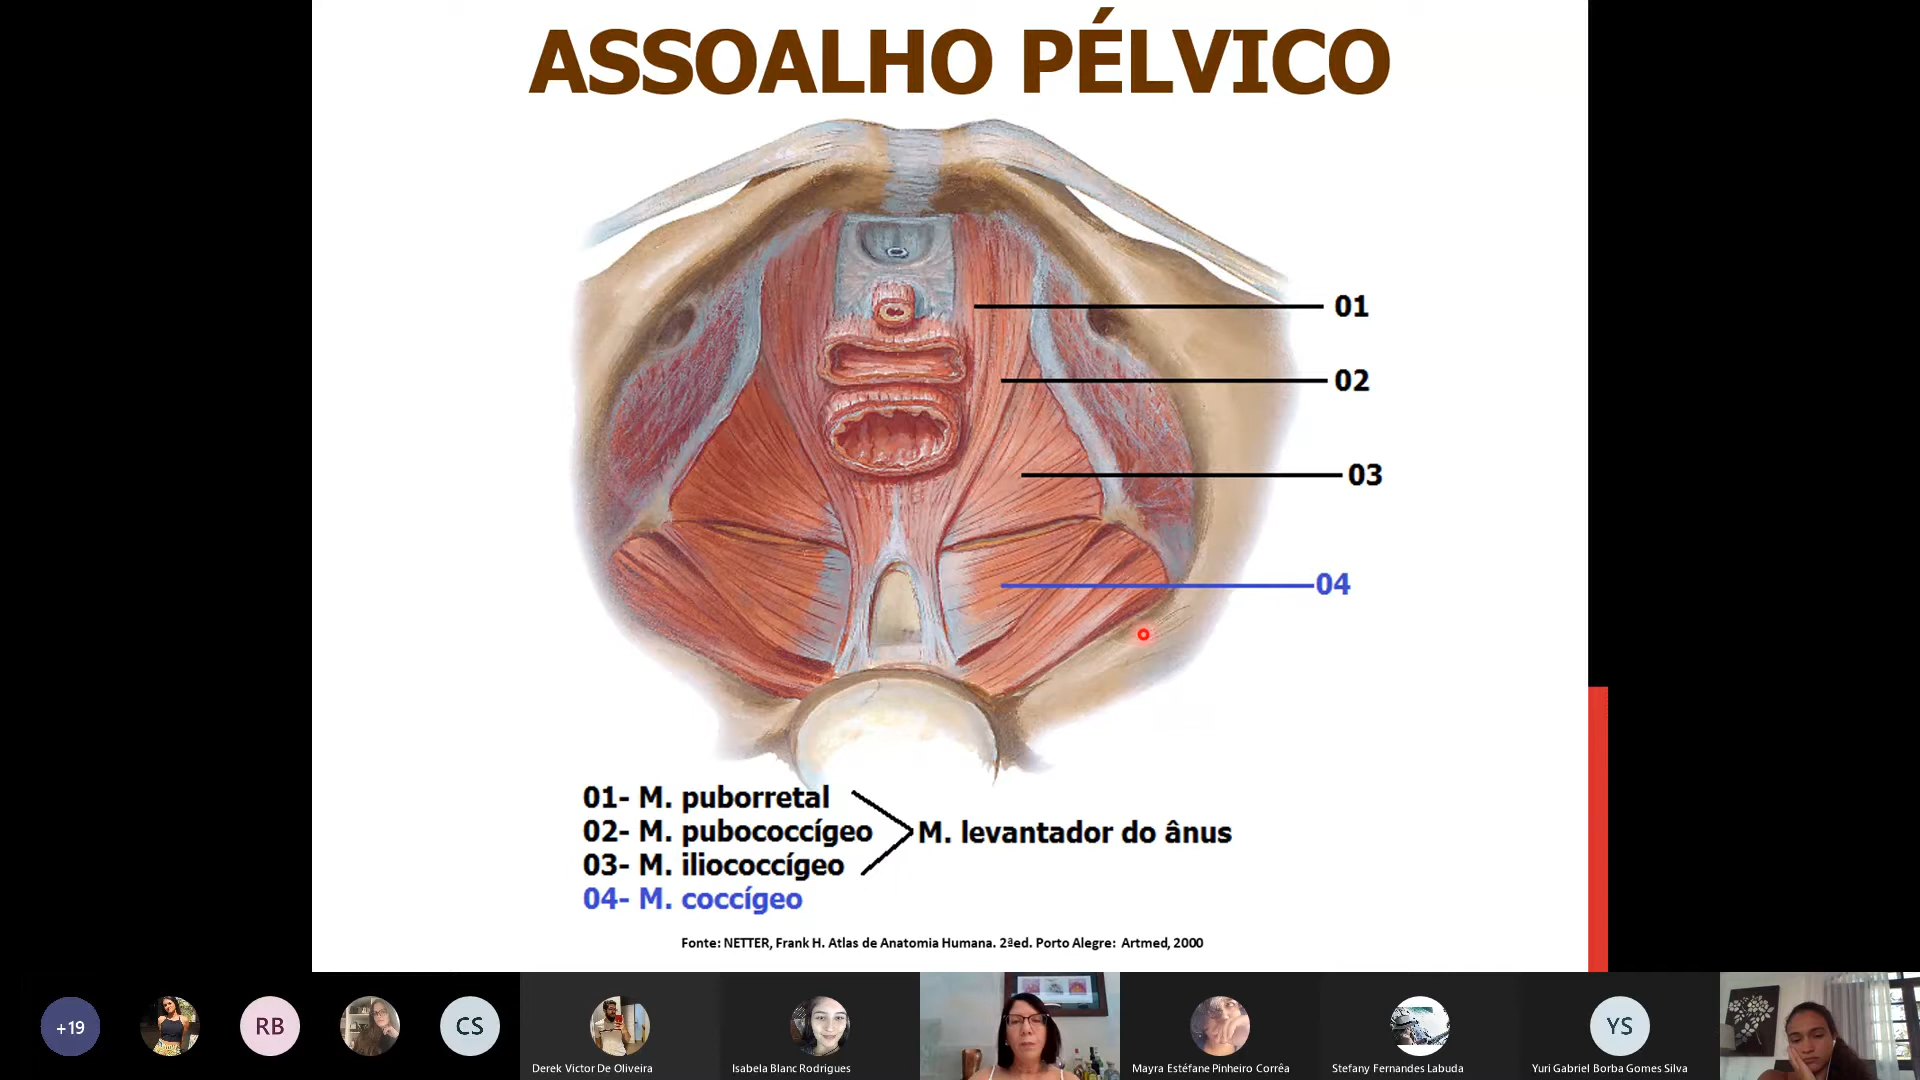 ASSOALHO PÉLVICO
01
02
03
04
01- M. puborretal
02- M. pubococcígeo
03- M. iliococcígeo
M. levantador do ânus
04- M. coccígeo
Fonte: NETTER, Frank H. Atlas de Anatomia Humana. 2ªed. Porto Alegre: Artmed, 2000
+19
RB
CS
Derek Victor De Oliveira
Isabela Blanc Rodrigues
Mayra Estéfane Pinheiro Corrêa
Stefany Fernandes Labuda
YS
Yuri Gabriel Borba Gomes Silva